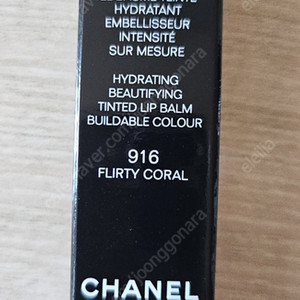 HYDRATANT
EMBELLISSEUR
INTENSITÉ
SUR MESURE
HYDRATING
BEAUTIFYING
TINTED LIP BALM
BUILDABLE COLOUR
916
FLIRTY CORAL
CHANEL